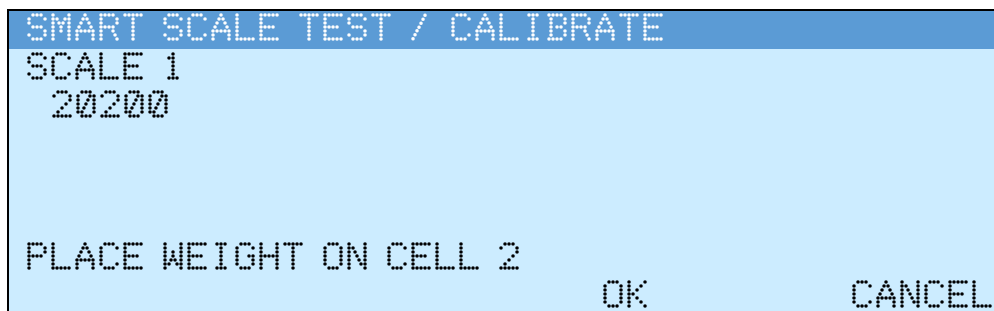 SMART SCALE TEST / CALIBRATE
SCALE 1
20200
PLACE WEIGHT ON CELL 2
OK CANCEL